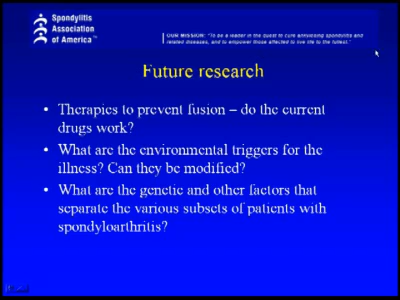 Spondylitis
Association
of America™
OUR MISSION: "To be a leader in the quest to cure ankylosing spondylitis and
related diseases, and to empower those affected to live life to the fullest."
Future research
• Therapies to prevent fusion – do the current
drugs work?
• What are the environmental triggers for the
illness? Can they be modified?
• What are the genetic and other factors that
separate the various subsets of patients with
spondyloarthritis?